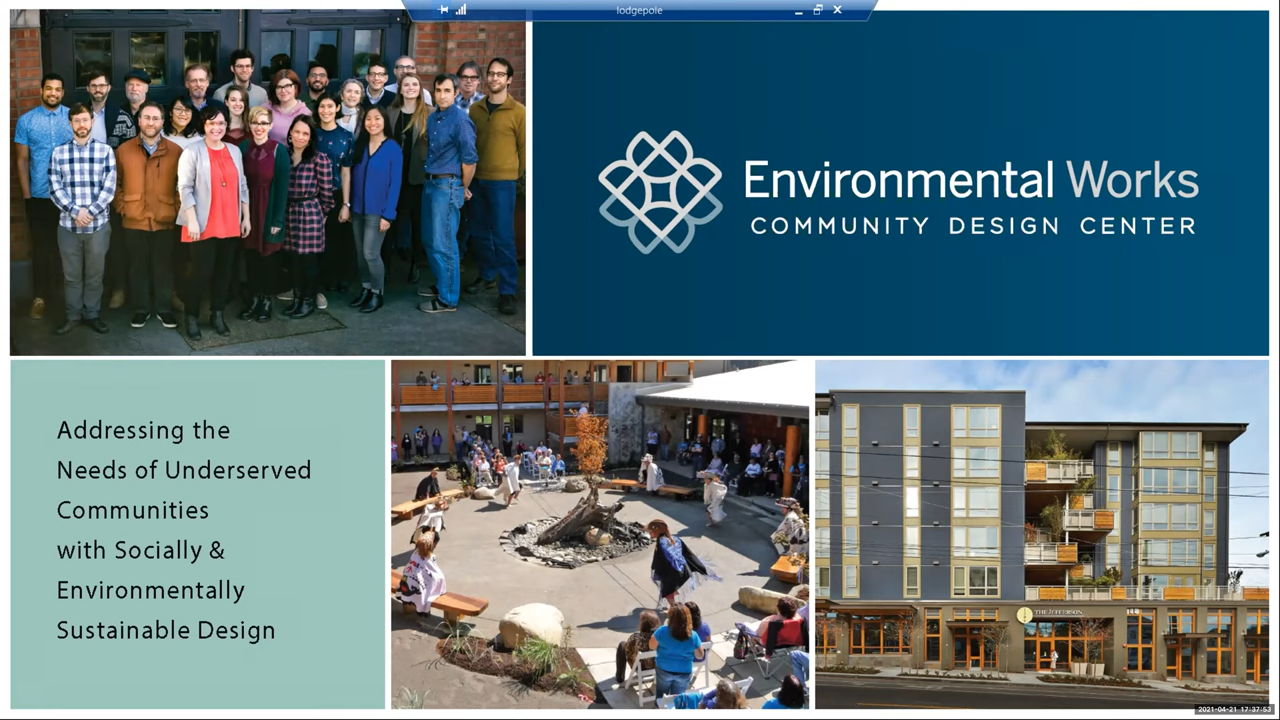 lodgepole
Environmental Works
COMMUNITY DESIGN CENTER
Addressing the
Needs of Underserved
Communities
with Socially &
Environmentally
Sustainable Design
THE JEFFERSON
2021-04-21 17:37:53